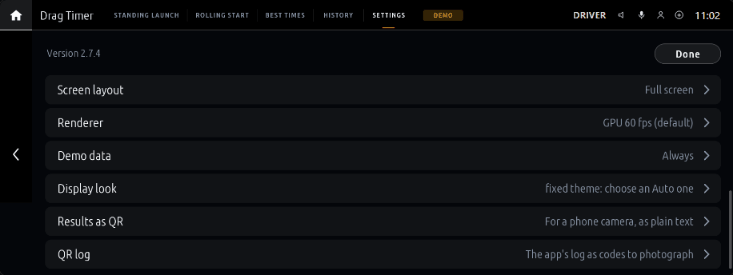 Drag Timer STANDING LAUNCH ROLLING START BEST TIMES HISTORY SETTINGS DEMO DRIVER 11:02
Version 2.7.4 Done
Screen layout Full screen
Renderer GPU 60 fps (default)
Demo data Always
Display look fixed theme: choose an Auto one
Results as QR For a phone camera, as plain text
QR log The app's log as codes to photograph